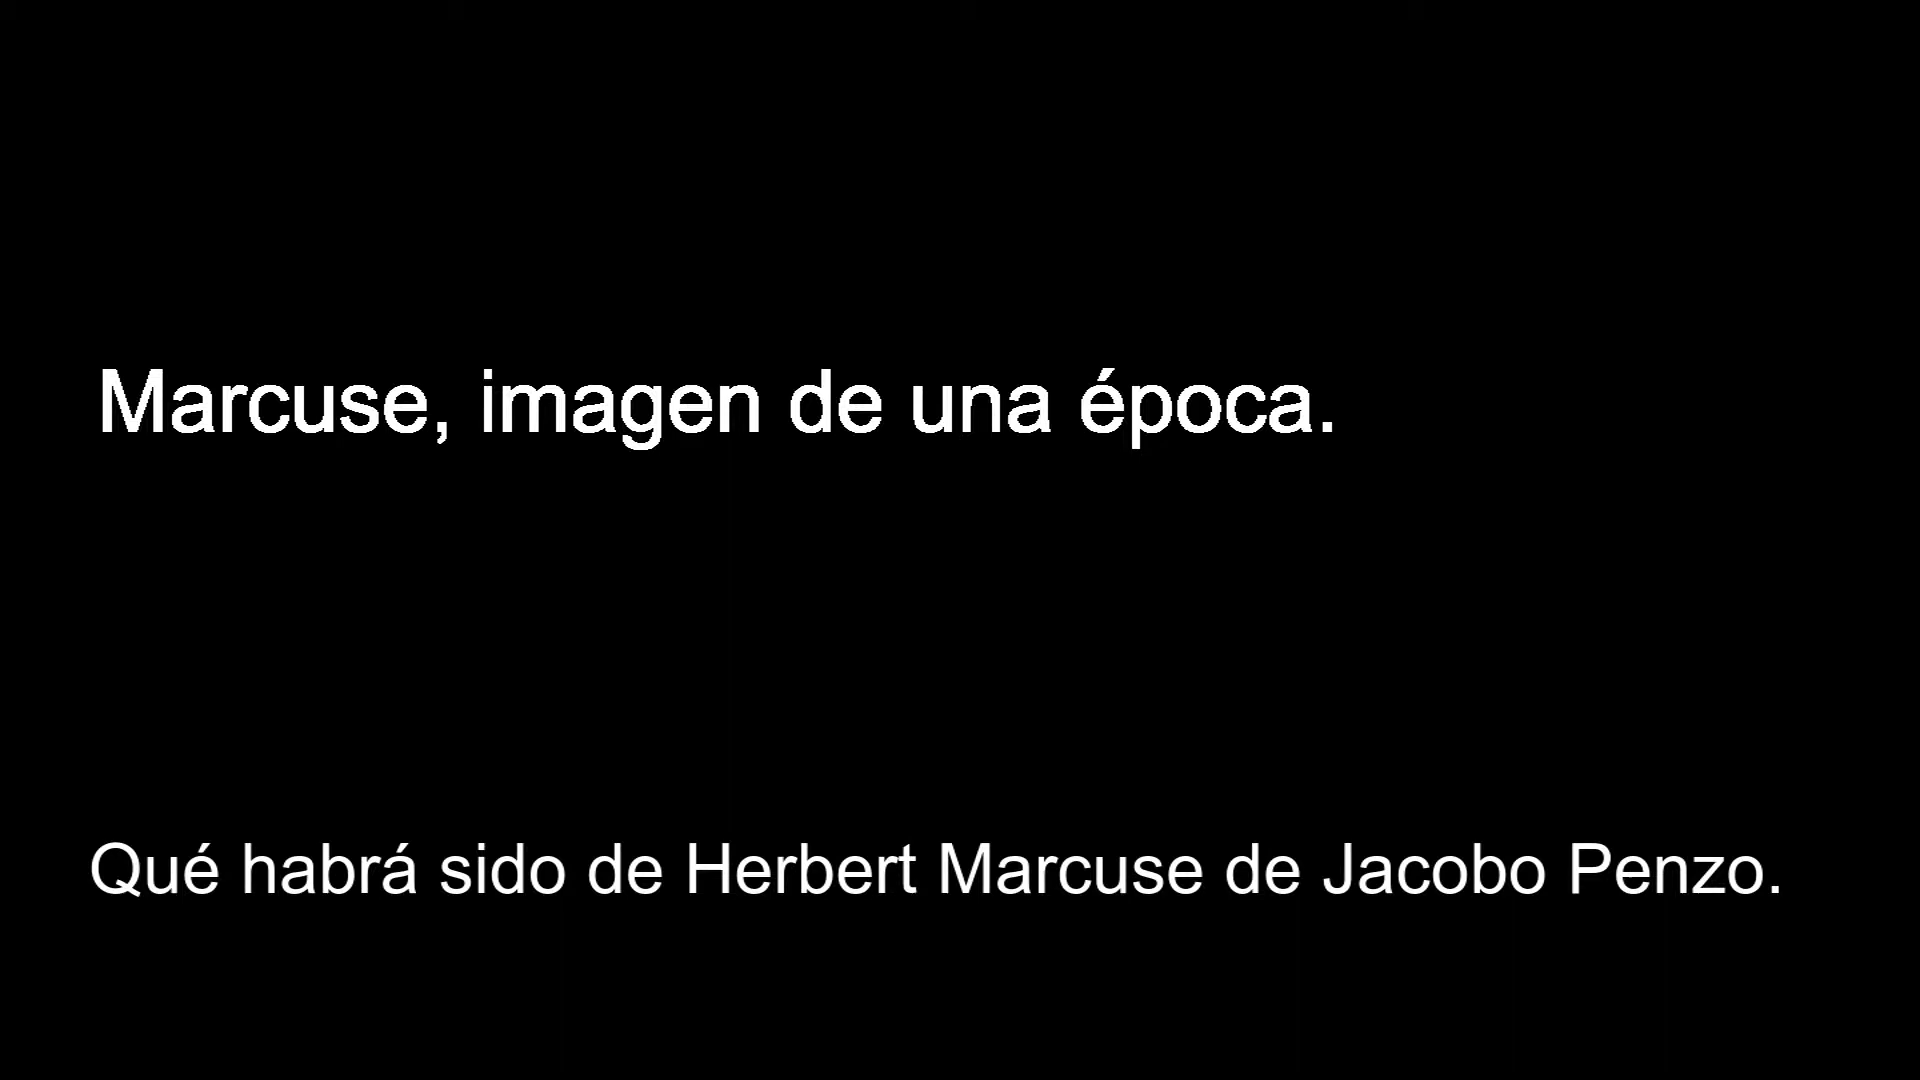 Marcuse, imagen de una época.
Qué habrá sido de Herbert Marcuse de Jacobo Penzo.